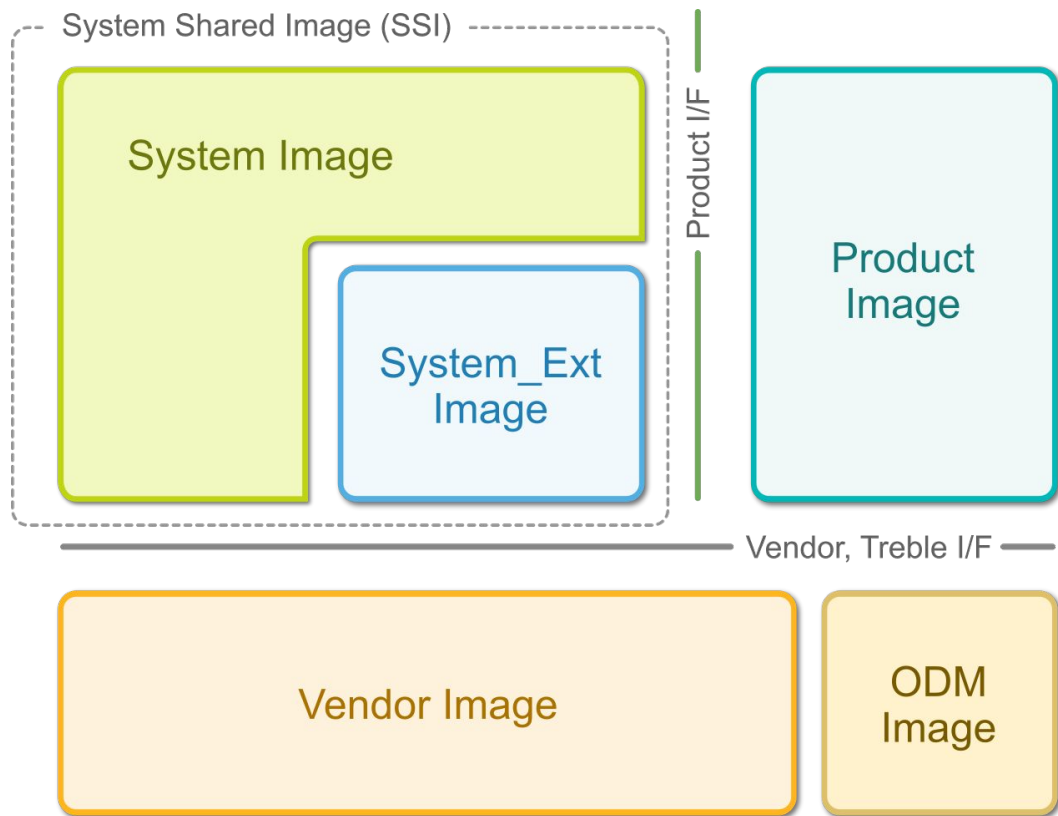 System Shared Image (SSI)
System Image
Product I/F
Product
Image
System_Ext
Image
Vendor, Treble I/F
Vendor Image
ODM
Image